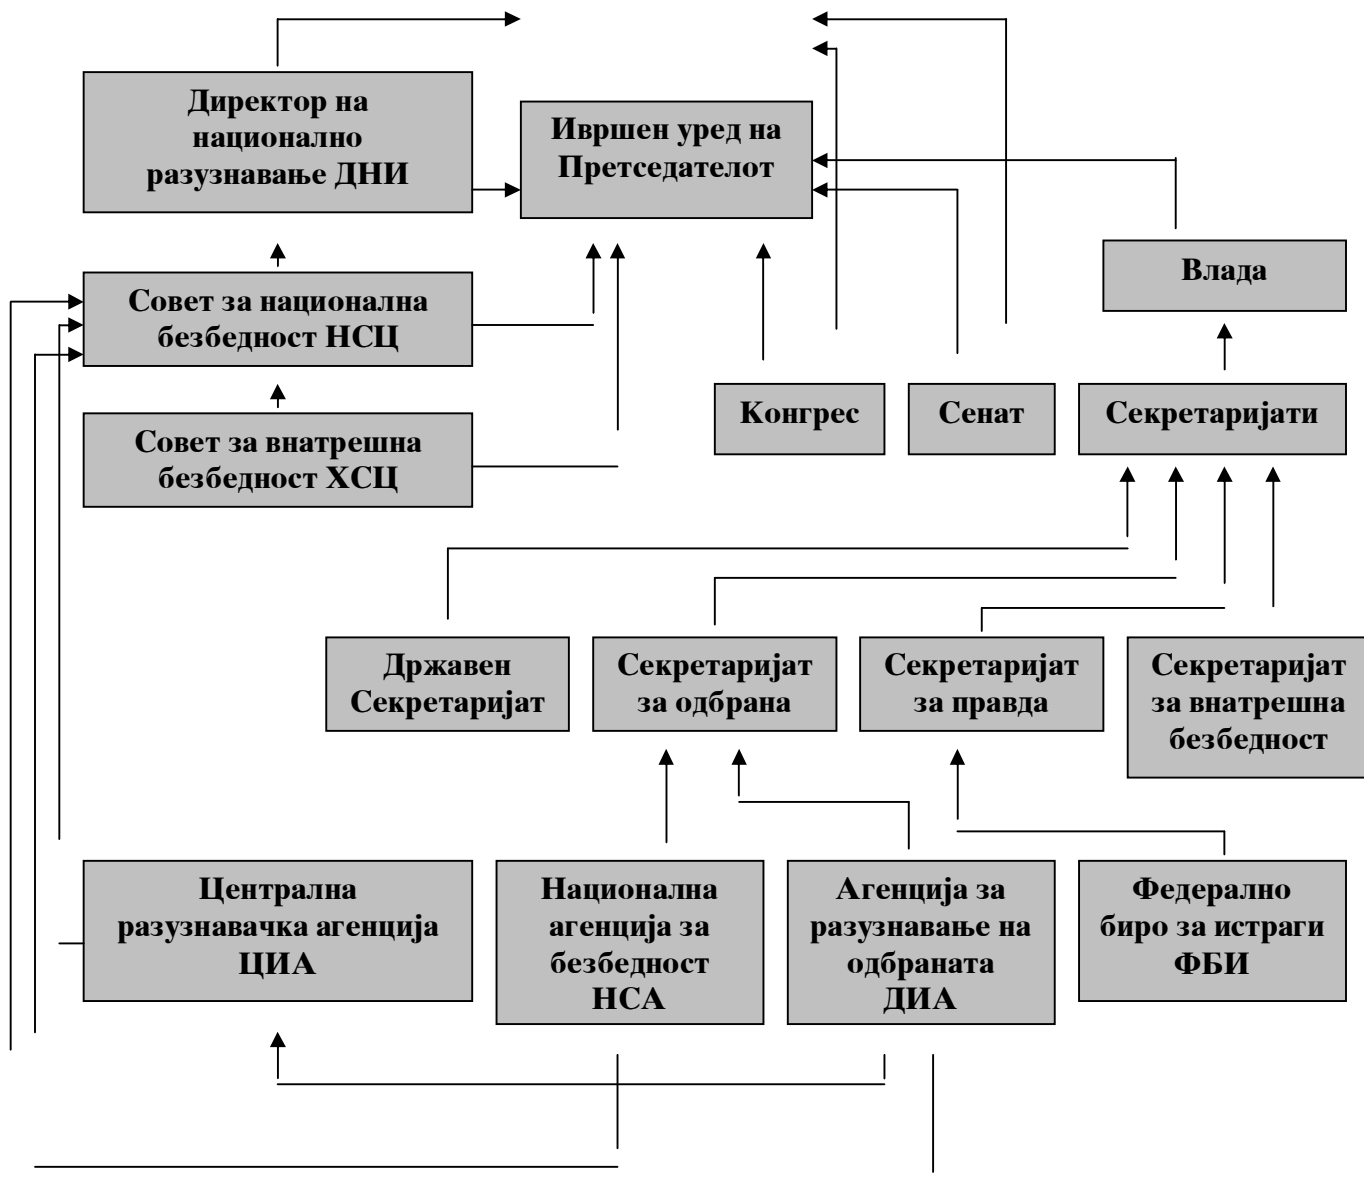 Директор на
национално
разузнавање ДНИ
Ивршен уред на
Претседателот
Влада
Совет за национална
безбедност НСЦ
Конгрес
Сенат
Секретаријати
Совет за внатрешна
безбедност ХСЦ
Државен
Секретаријат
Секретаријат
за одбрана
Секретаријат
за правда
Секретаријат
за внатрешна
безбедност
Централна
разузнавачка агенција
ЦИА
Национална
агенција за
безбедност
НСА
Агенција за
разузнавање на
одбраната
ДИА
Федерално
биро за истраги
ФБИ